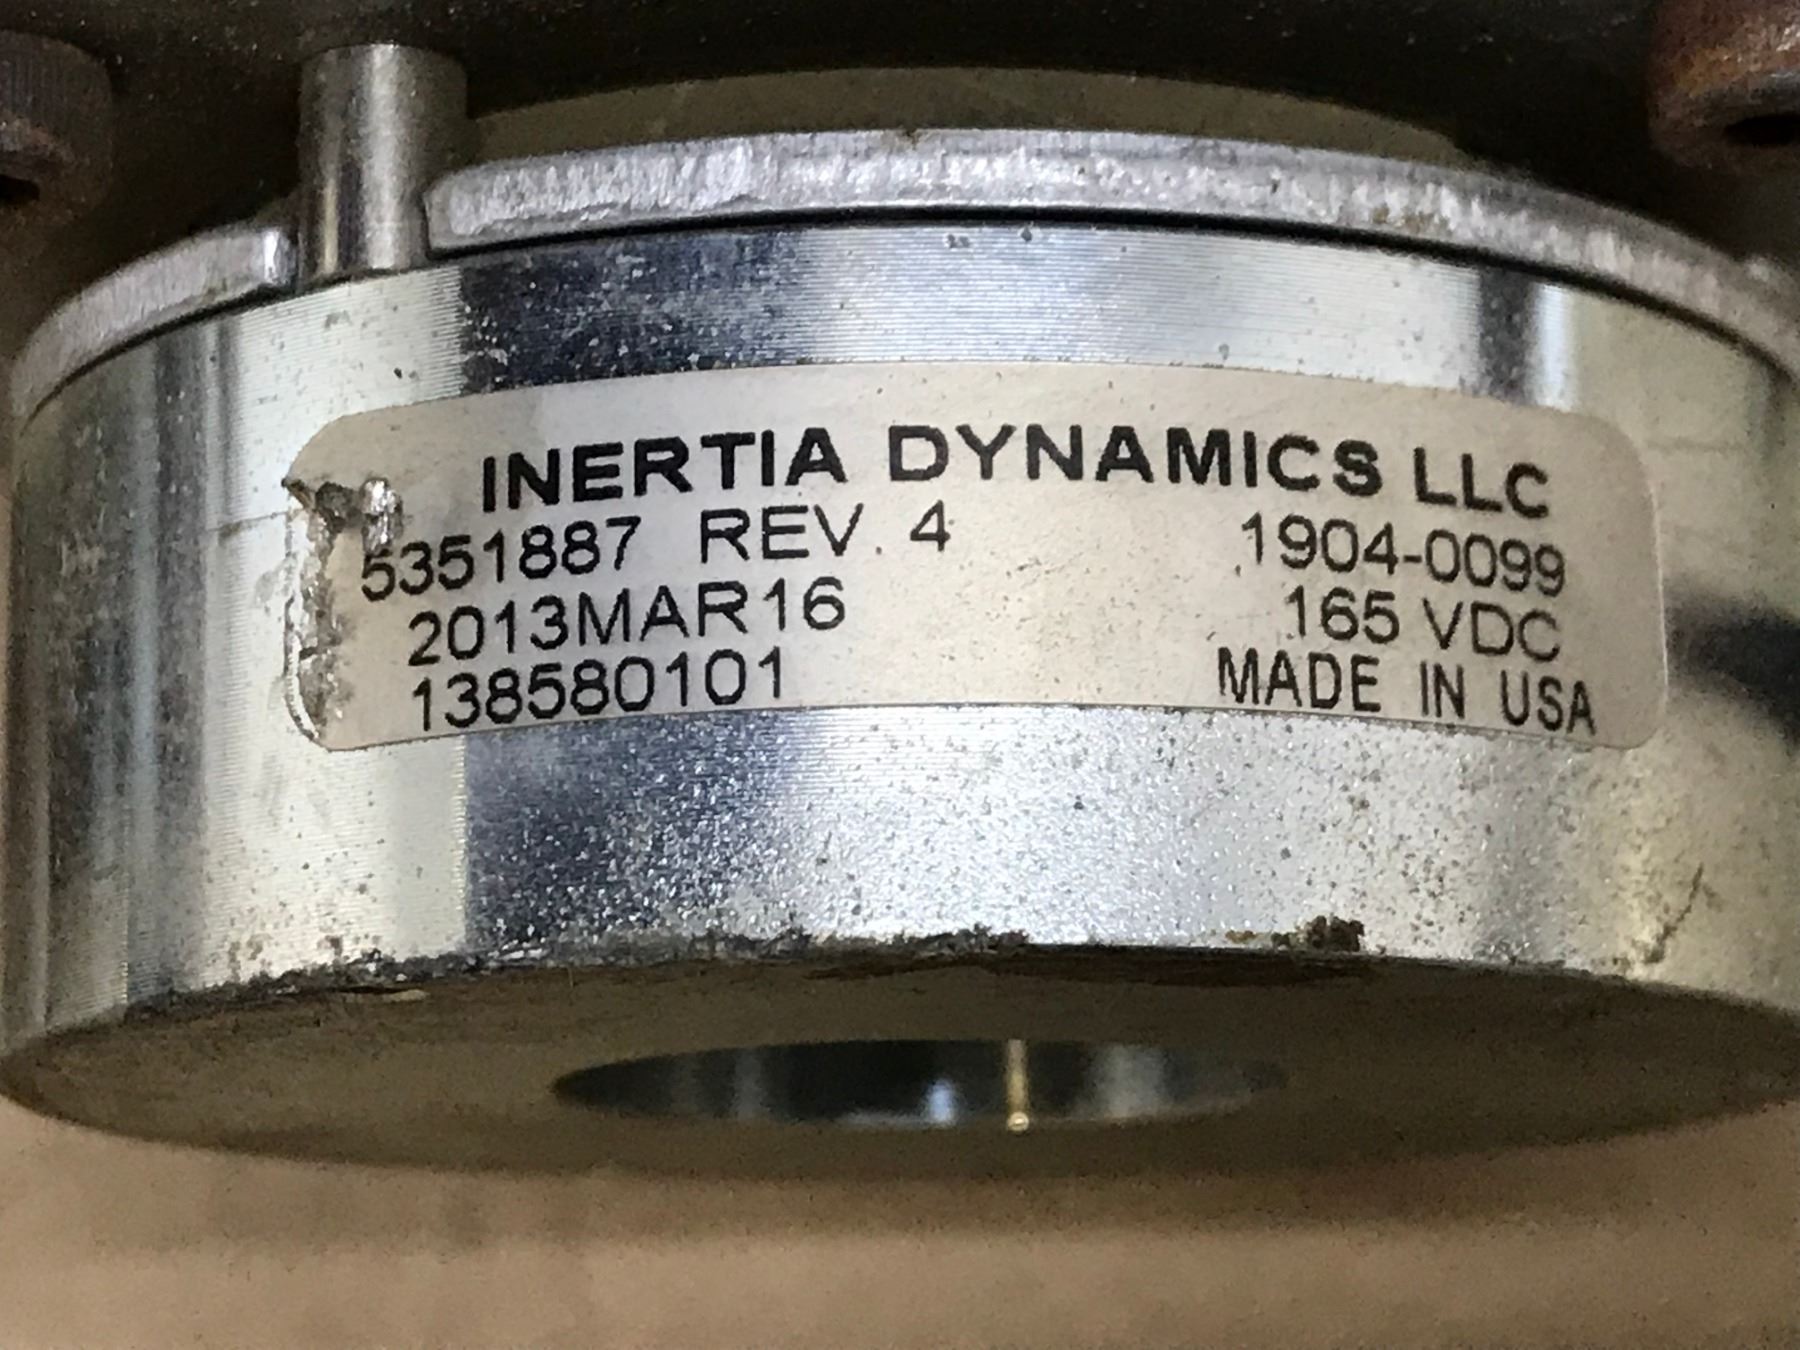 INERTIA DYNAMICS LLC
5351887 REV. 4 1904-0099
2013MAR16 165 VDC
138580101 MADE IN USA